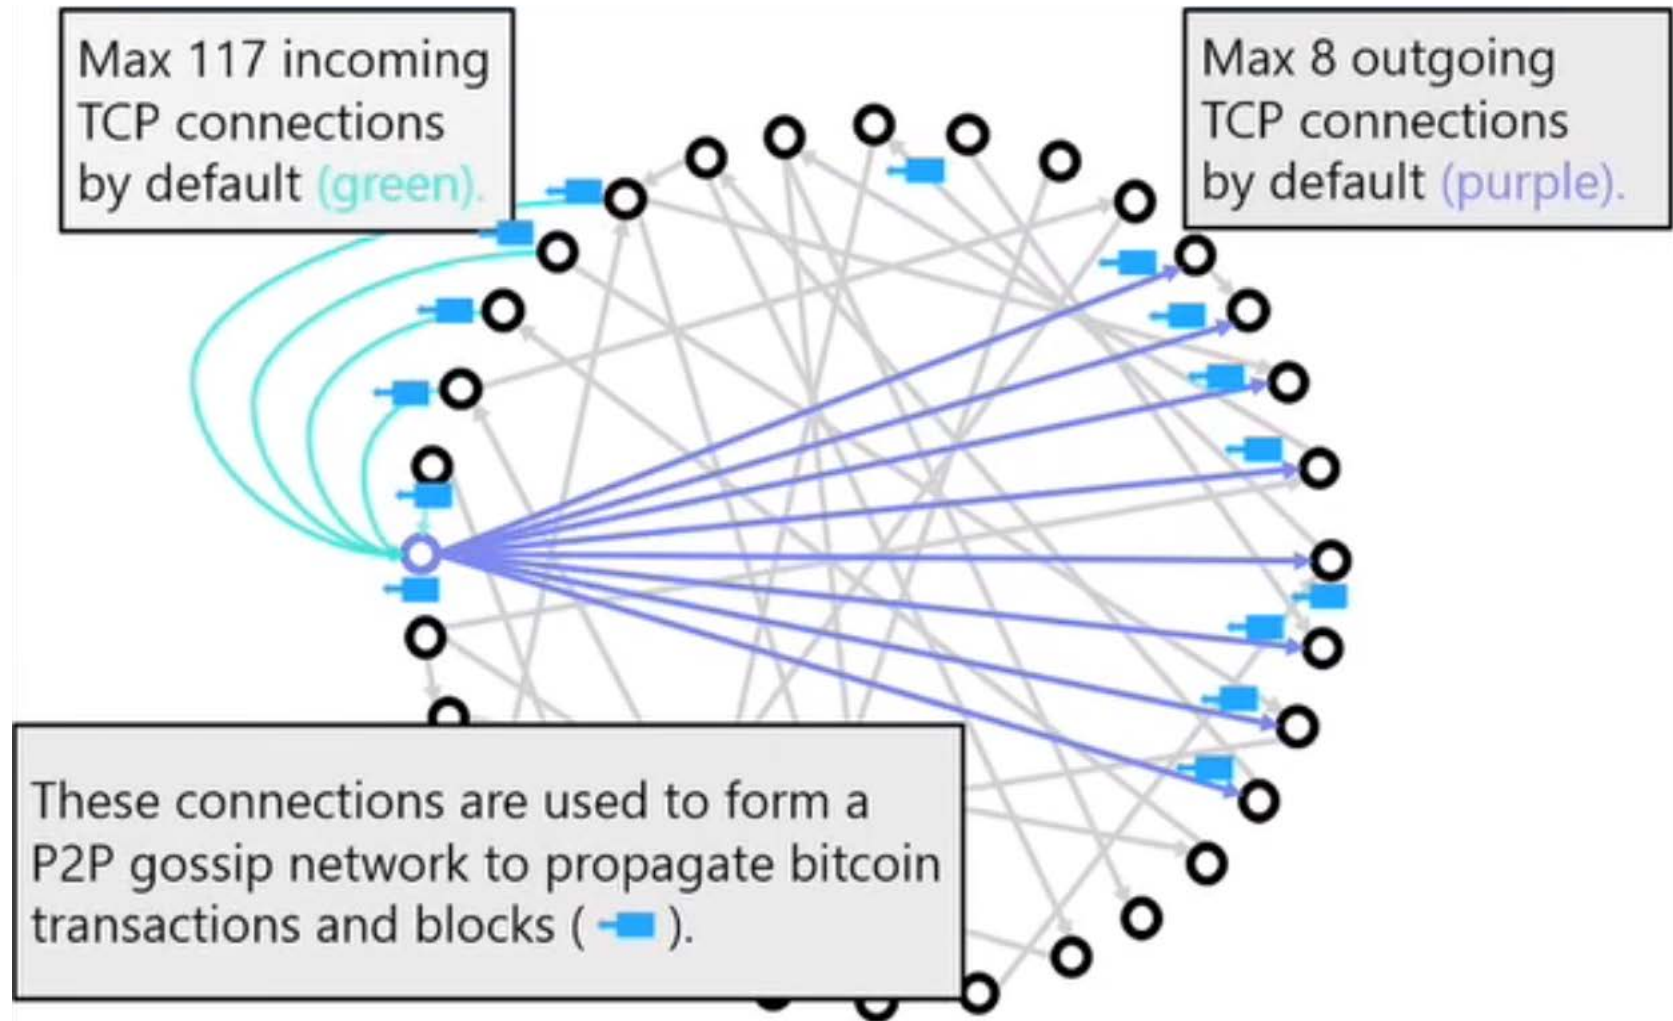 Max 117 incoming
TCP connections
by default (green).
Max 8 outgoing
TCP connections
by default (purple).
These connections are used to form a
P2P gossip network to propagate bitcoin
transactions and blocks ( ).